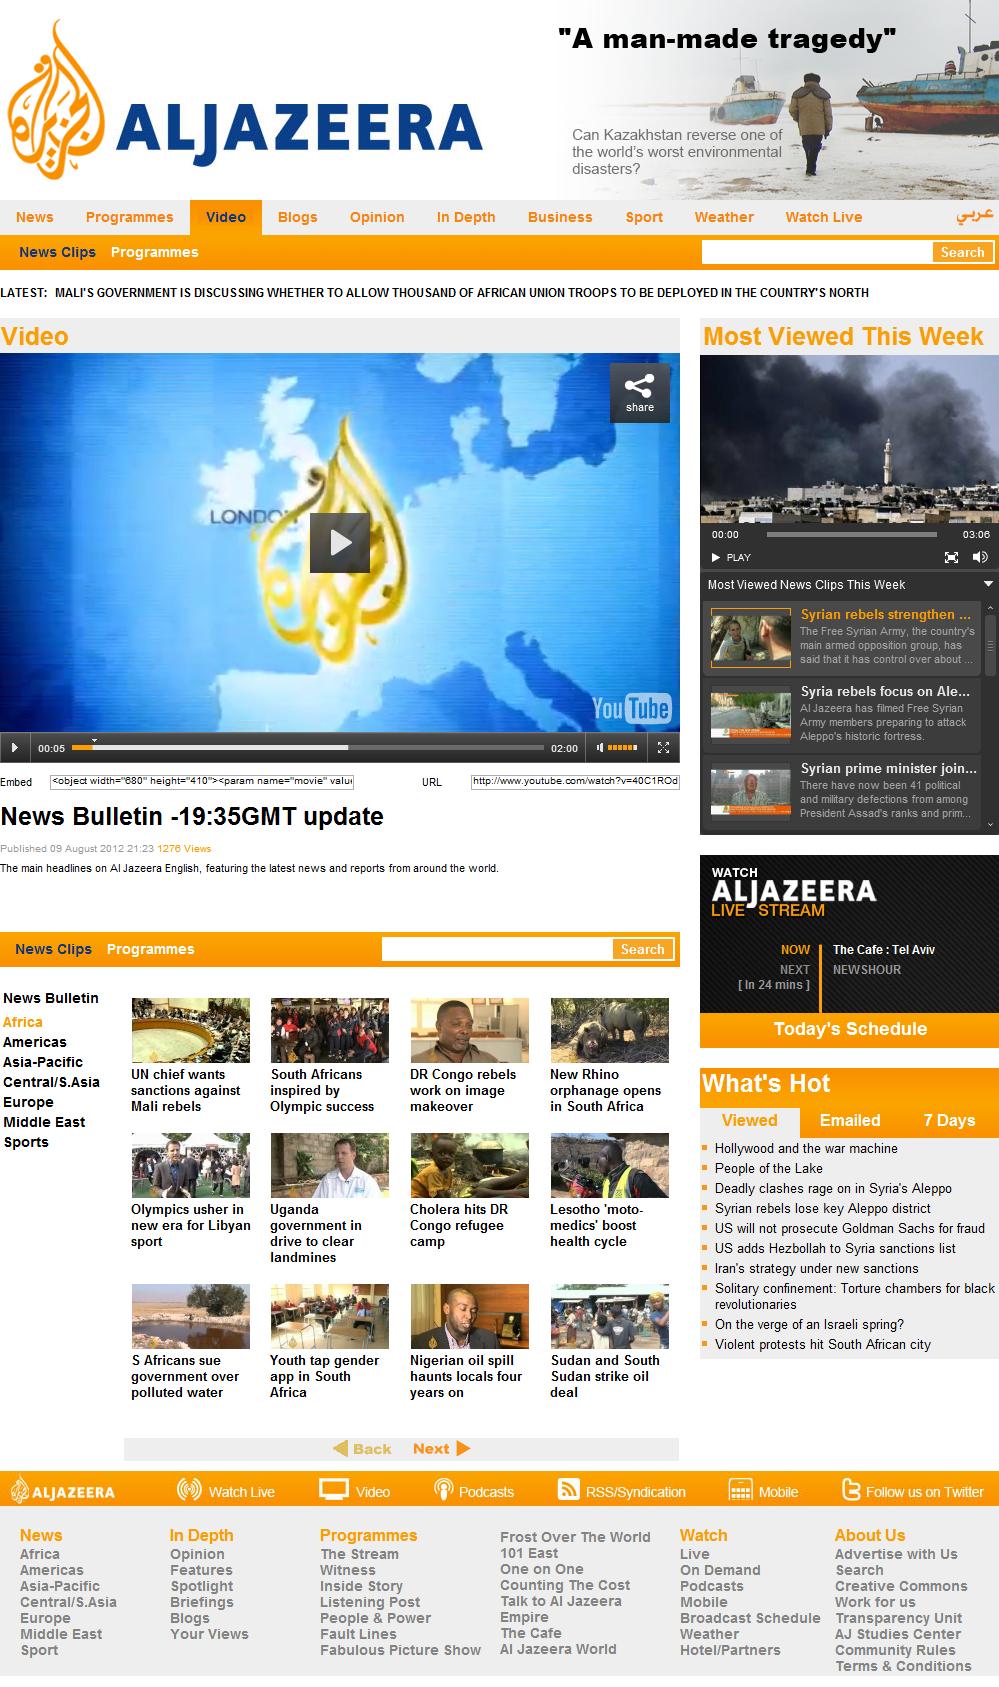 "A man-made tragedy"
ALJAZEERA
Can Kazakhstan reverse one of
the world's worst environmental
disasters?
News Programmes Video Blogs Opinion In Depth Business Sport Weather Watch Live عربي
News Clips Programmes Search
LATEST: MALI'S GOVERNMENT IS DISCUSSING WHETHER TO ALLOW THOUSAND OF AFRICAN UNION TROOPS TO BE DEPLOYED IN THE COUNTRY'S NORTH
Video
share
LONDON
YouTube
00:05 02:00
Embed <object width="680" height="410"><param name="movie" valu URL http://www.youtube.com/watch?v=40C1ROd
News Bulletin -19:35GMT update
Published 09 August 2012 21:23 1276 Views
The main headlines on Al Jazeera English, featuring the latest news and reports from around the world.
Most Viewed This Week
00:00 03:06
PLAY
Most Viewed News Clips This Week
Syrian rebels strengthen ...
The Free Syrian Army, the country's
main armed opposition group, has
said that it has control over about ...
Syria rebels focus on Ale...
Al Jazeera has filmed Free Syrian
Army members preparing to attack
Aleppo's historic fortress.
Syrian prime minister join...
There have now been 41 political
and military defections from among
President Assad's ranks and prim...
WATCH
ALJAZEERA
LIVE STREAM
NOW The Cafe : Tel Aviv
NEXT NEWSHOUR
[ In 24 mins ]
Today's Schedule
News Clips Programmes Search
News Bulletin
Africa
Americas
Asia-Pacific
Central/S.Asia
Europe
Middle East
Sports
UN chief wants
sanctions against
Mali rebels
South Africans
inspired by
Olympic success
DR Congo rebels
work on image
makeover
New Rhino
orphanage opens
in South Africa
Olympics usher in
new era for Libyan
sport
Uganda
government in
drive to clear
landmines
Cholera hits DR
Congo refugee
camp
Lesotho 'moto-
medics' boost
health cycle
S Africans sue
government over
polluted water
Youth tap gender
app in South
Africa
Nigerian oil spill
haunts locals four
years on
Sudan and South
Sudan strike oil
deal
Back Next
What's Hot
Viewed Emailed 7 Days
Hollywood and the war machine
People of the Lake
Deadly clashes rage on in Syria's Aleppo
Syrian rebels lose key Aleppo district
US will not prosecute Goldman Sachs for fraud
US adds Hezbollah to Syria sanctions list
Iran's strategy under new sanctions
Solitary confinement: Torture chambers for black
revolutionaries
On the verge of an Israeli spring?
Violent protests hit South African city
ALJAZEERA Watch Live Video Podcasts RSS/Syndication Mobile Follow us on Twitter
News
Africa
Americas
Asia-Pacific
Central/S.Asia
Europe
Middle East
Sport
In Depth
Opinion
Features
Spotlight
Briefings
Blogs
Your Views
Programmes
The Stream
Witness
Inside Story
Listening Post
People & Power
Fault Lines
Fabulous Picture Show
Frost Over The World
101 East
One on One
Counting The Cost
Talk to Al Jazeera
Empire
The Cafe
Al Jazeera World
Watch
Live
On Demand
Podcasts
Mobile
Broadcast Schedule
Weather
Hotel/Partners
About Us
Advertise with Us
Search
Creative Commons
Work for us
Transparency Unit
AJ Studies Center
Community Rules
Terms & Conditions